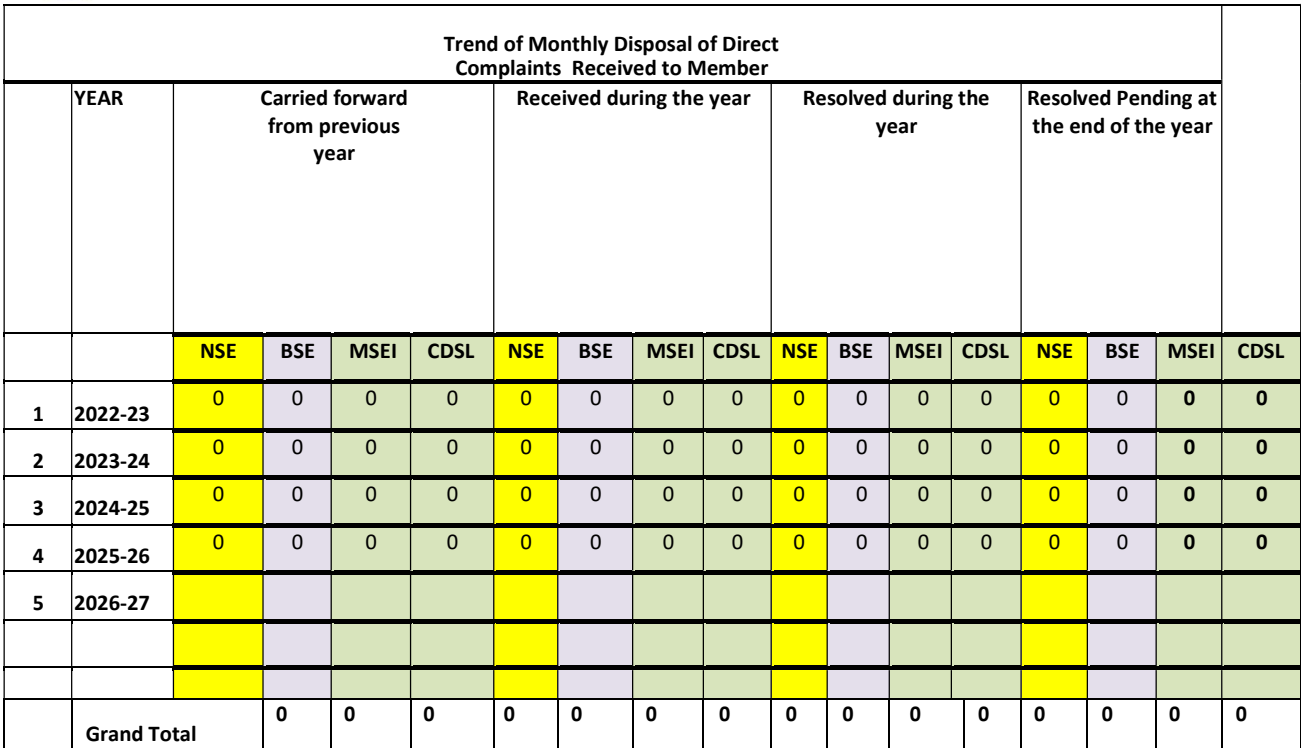 Trend of Monthly Disposal of Direct
Complaints Received to Member
YEAR Carried forward from previous year Received during the year Resolved during the year Resolved Pending at the end of the year
NSE BSE MSEI CDSL NSE BSE MSEI CDSL NSE BSE MSEI CDSL NSE BSE MSEI CDSL
1 2022-23 0 0 0 0 0 0 0 0 0 0 0 0 0 0 0 0
2 2023-24 0 0 0 0 0 0 0 0 0 0 0 0 0 0 0 0
3 2024-25 0 0 0 0 0 0 0 0 0 0 0 0 0 0 0 0
4 2025-26 0 0 0 0 0 0 0 0 0 0 0 0 0 0 0 0
5 2026-27
Grand Total 0 0 0 0 0 0 0 0 0 0 0 0 0 0 0